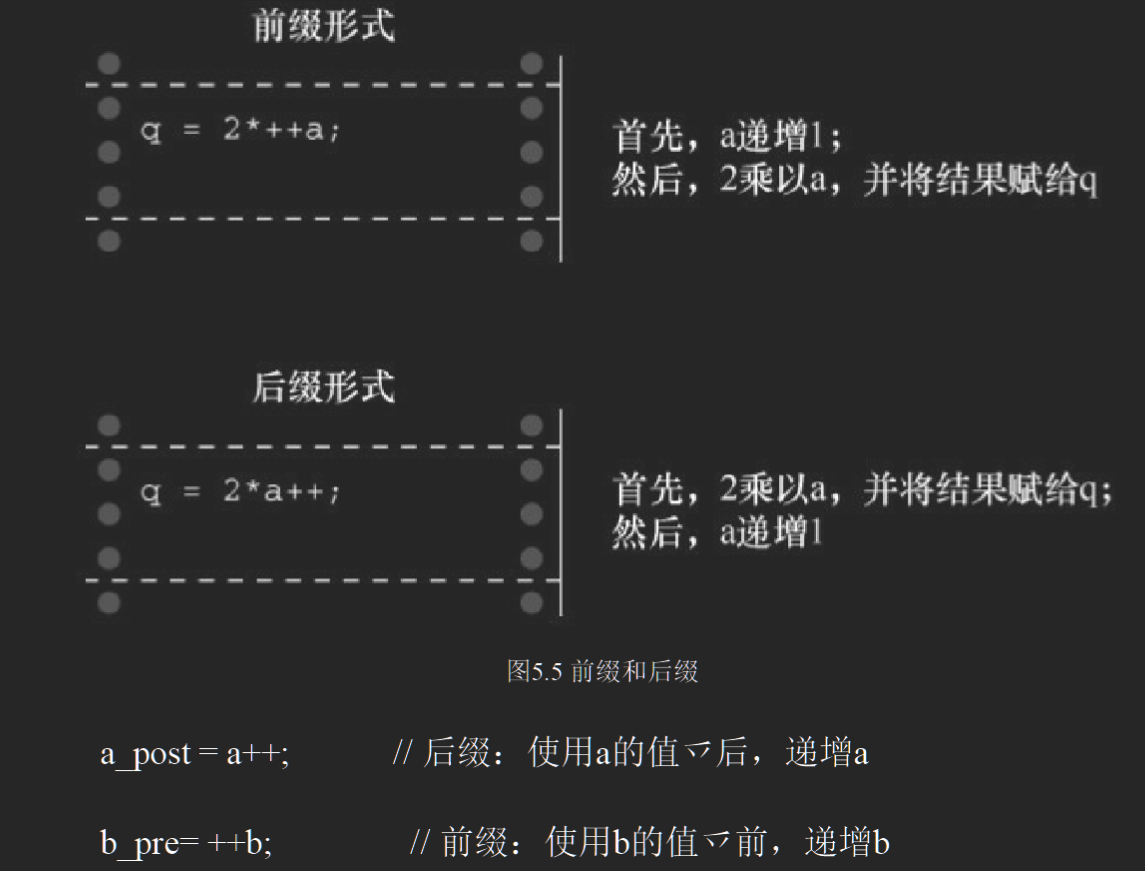 前缀形式
q = 2*++a;
首先，a递增1；
然后，2乘以a，并将结果赋给q
后缀形式
q = 2*a++;
首先，2乘以a，并将结果赋给q；
然后，a递增1
图5.5 前缀和后缀
a_post = a++; // 后缀：使用a的值乛后，递增a
b_pre= ++b; // 前缀：使用b的值乛前，递增b